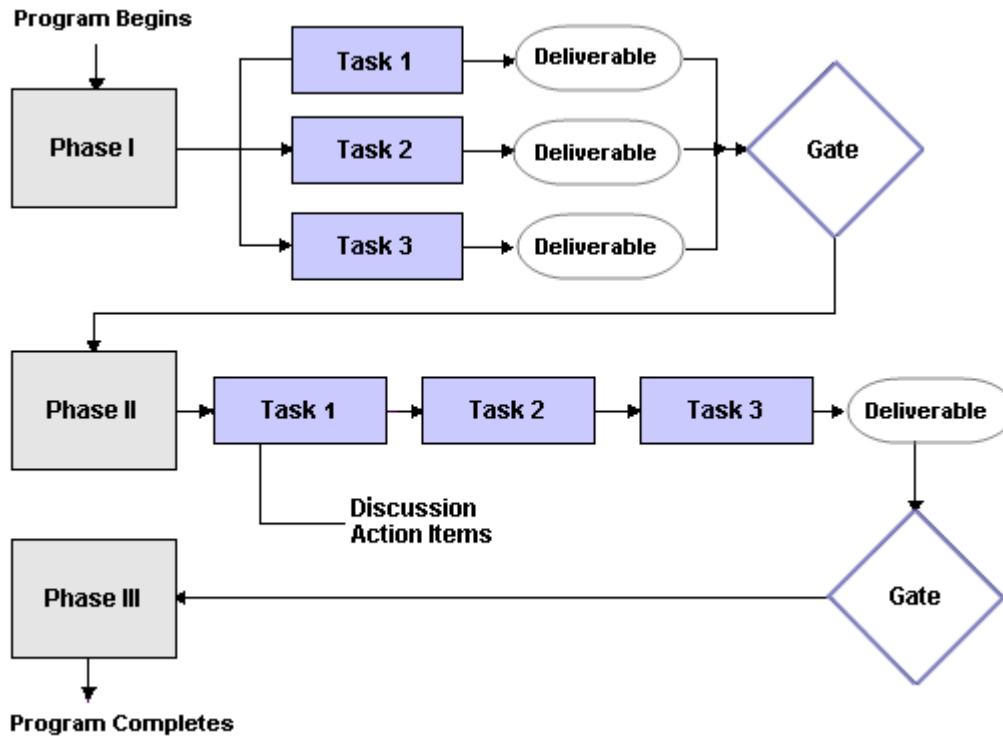 Program Begins
Task 1
Deliverable
Phase I
Task 2
Deliverable
Gate
Task 3
Deliverable
Phase II
Task 1
Task 2
Task 3
Deliverable
Discussion
Action Items
Phase III
Gate
Program Completes